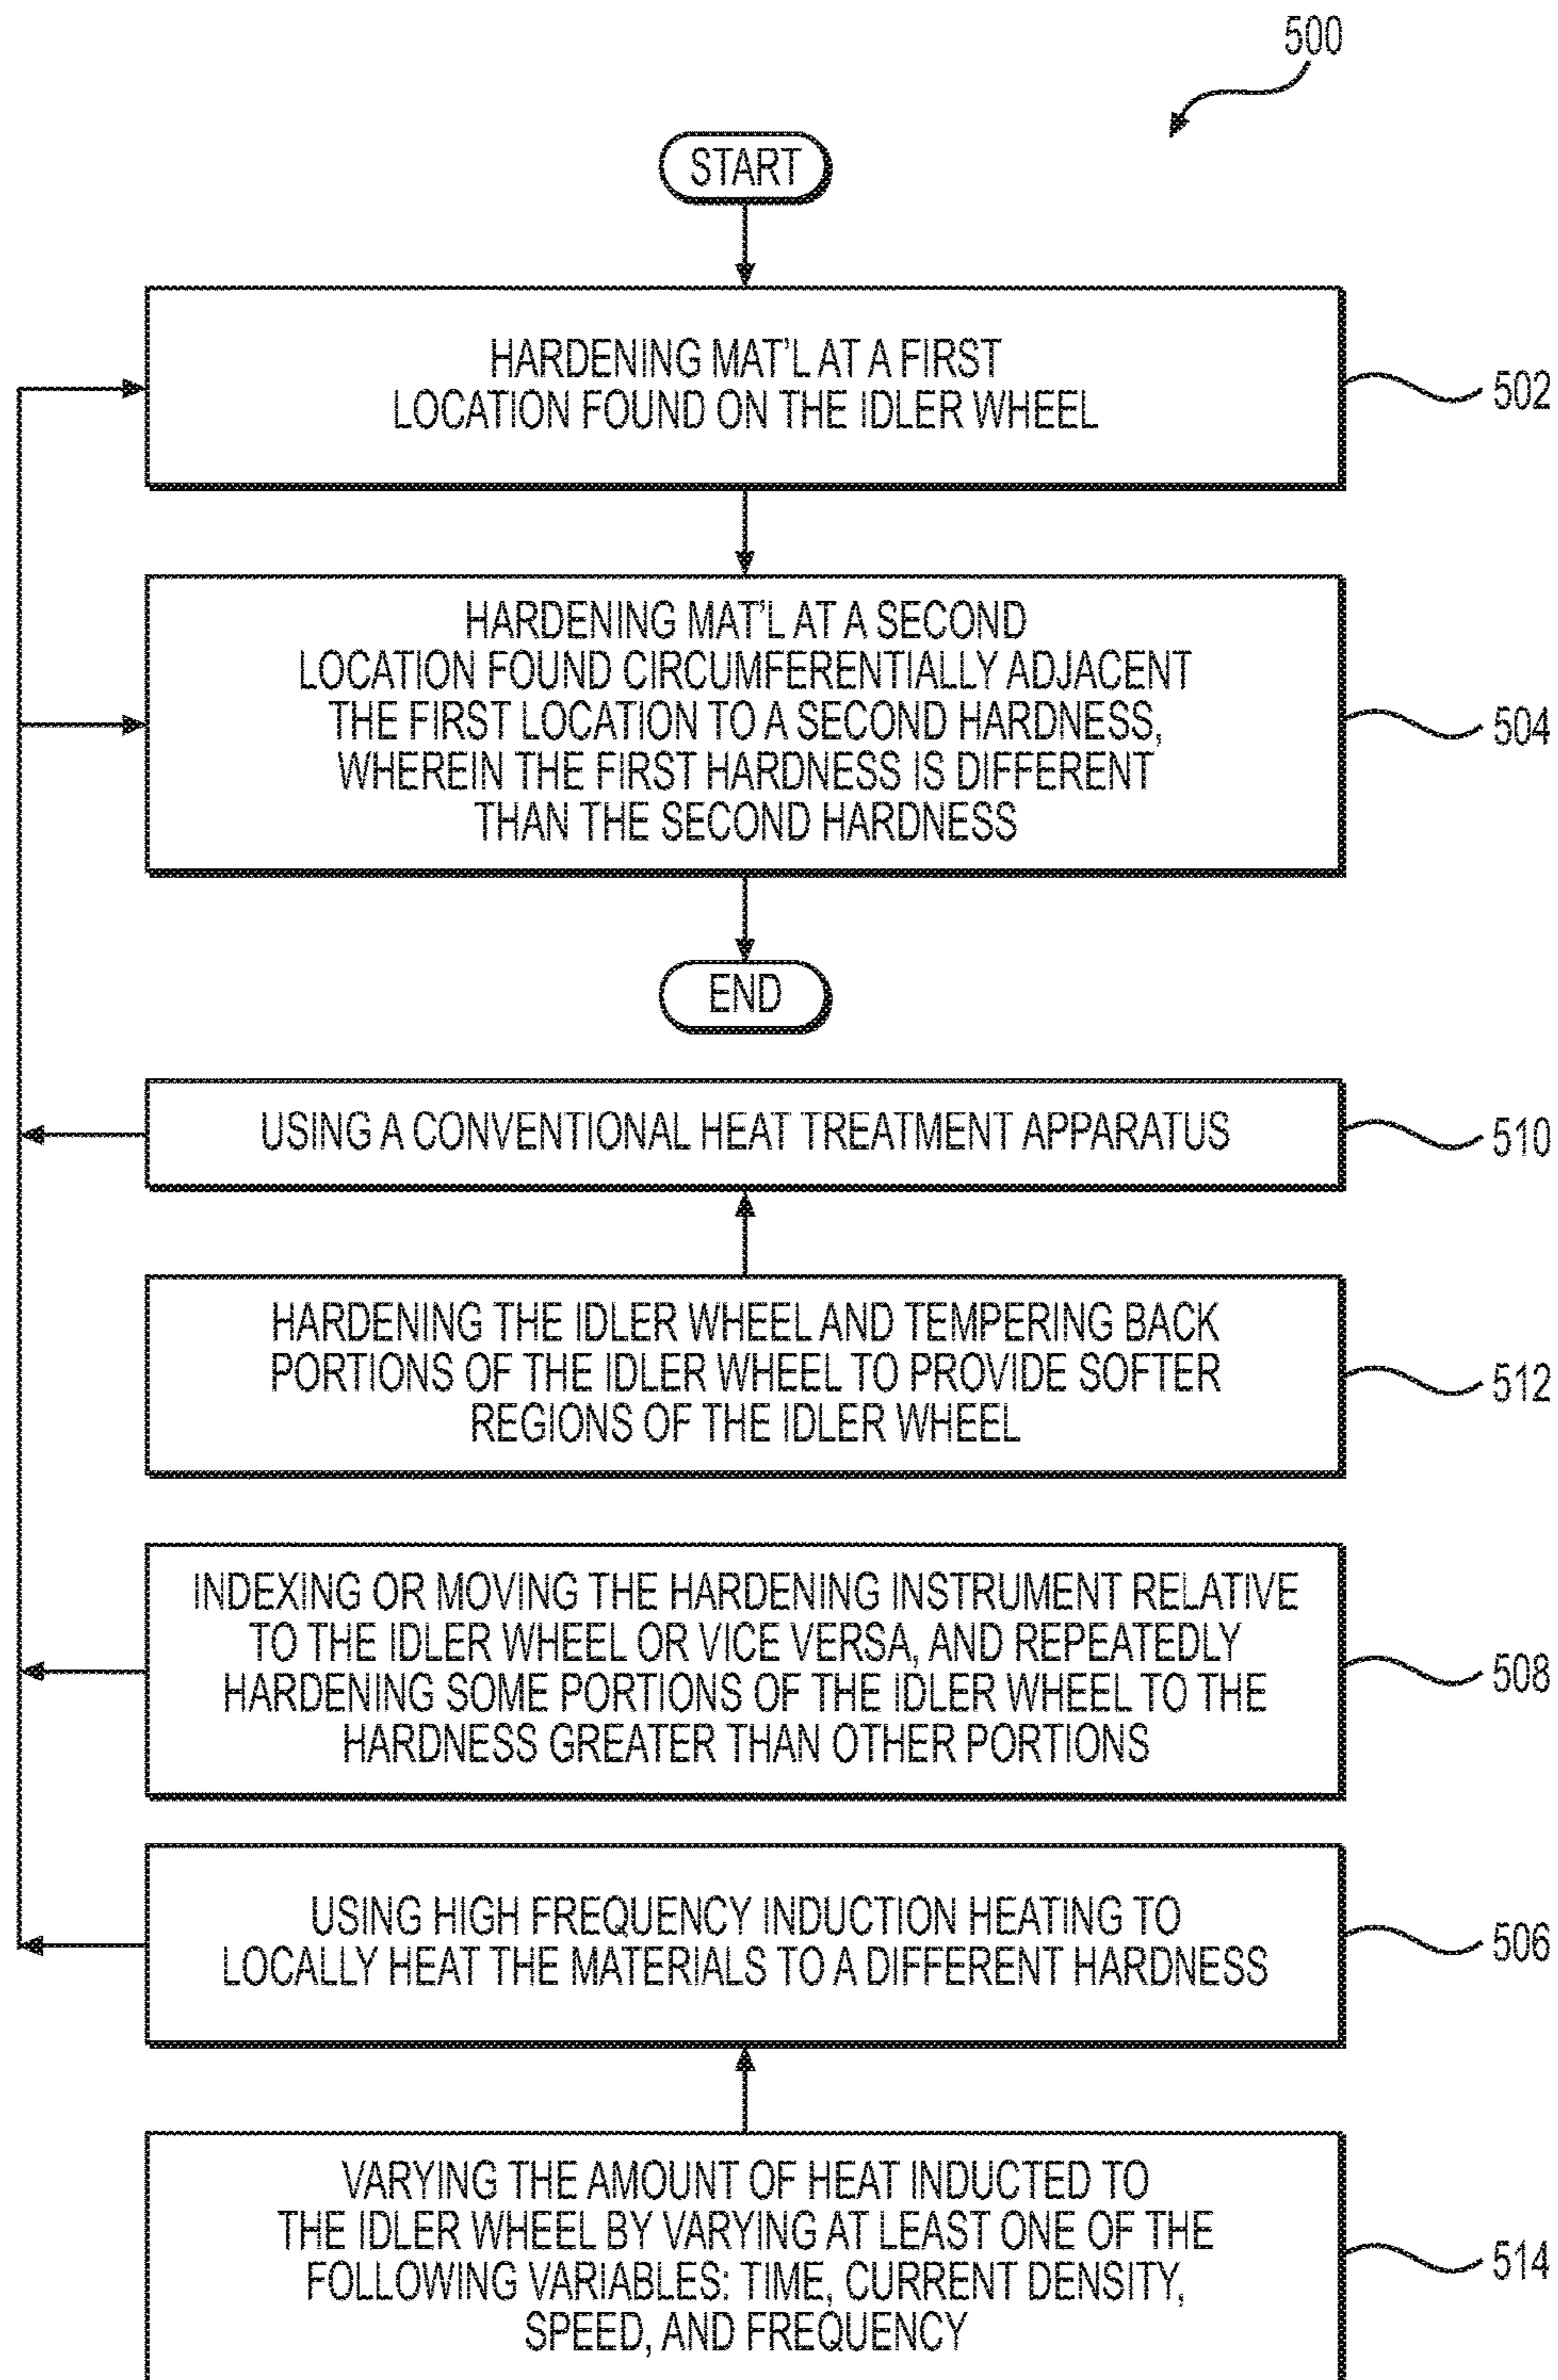 500
START
HARDENING MAT'L AT A FIRST
LOCATION FOUND ON THE IDLER WHEEL
502
HARDENING MAT'L AT A SECOND
LOCATION FOUND CIRCUMFERENTIALLY ADJACENT
THE FIRST LOCATION TO A SECOND HARDNESS,
WHEREIN THE FIRST HARDNESS IS DIFFERENT
THAN THE SECOND HARDNESS
504
END
USING A CONVENTIONAL HEAT TREATMENT APPARATUS
510
HARDENING THE IDLER WHEEL AND TEMPERING BACK
PORTIONS OF THE IDLER WHEEL TO PROVIDE SOFTER
REGIONS OF THE IDLER WHEEL
512
INDEXING OR MOVING THE HARDENING INSTRUMENT RELATIVE
TO THE IDLER WHEEL OR VICE VERSA, AND REPEATEDLY
HARDENING SOME PORTIONS OF THE IDLER WHEEL TO THE
HARDNESS GREATER THAN OTHER PORTIONS
508
USING HIGH FREQUENCY INDUCTION HEATING TO
LOCALLY HEAT THE MATERIALS TO A DIFFERENT HARDNESS
506
VARYING THE AMOUNT OF HEAT INDUCTED TO
THE IDLER WHEEL BY VARYING AT LEAST ONE OF THE
FOLLOWING VARIABLES: TIME, CURRENT DENSITY,
SPEED, AND FREQUENCY
514